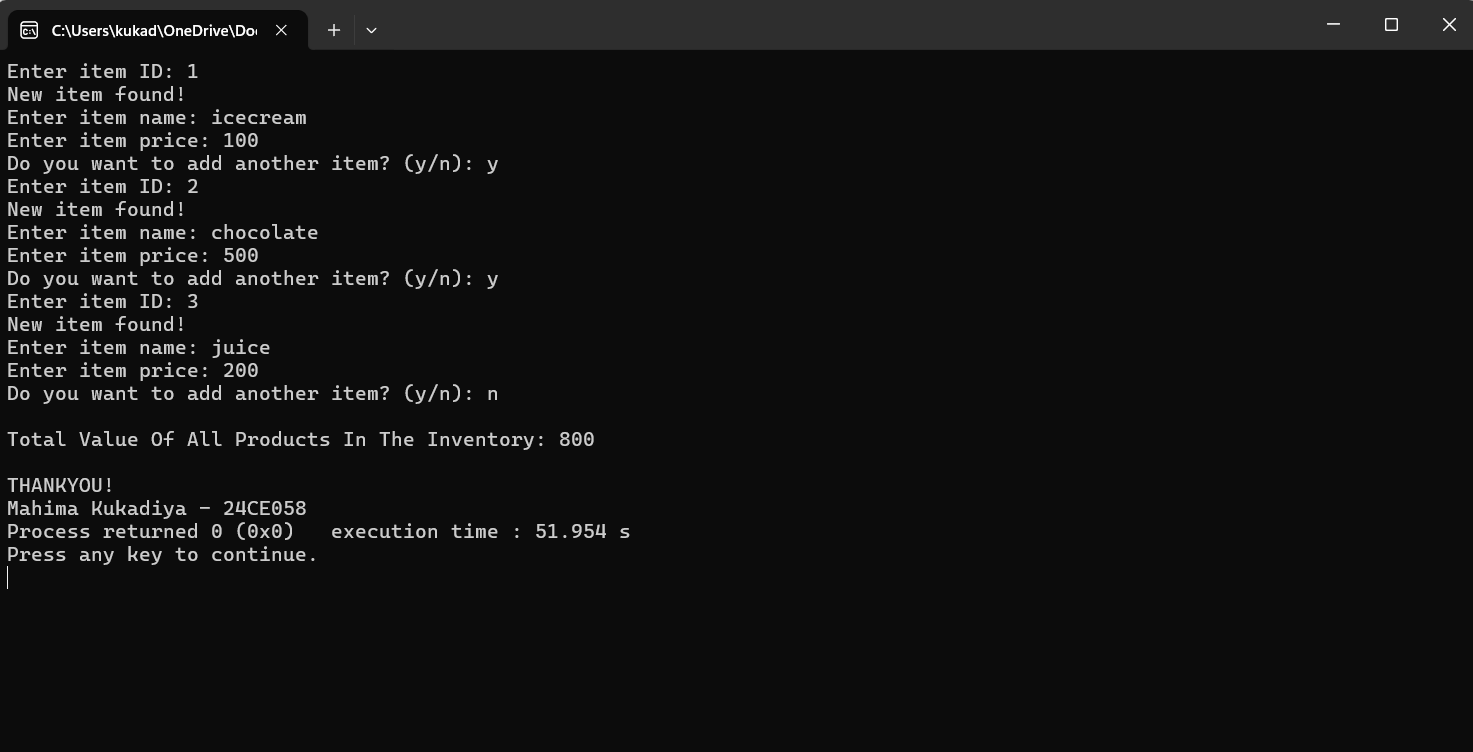 C:\Users\kukad\OneDrive\Do
Enter item ID: 1
New item found!
Enter item name: icecream
Enter item price: 100
Do you want to add another item? (y/n): y
Enter item ID: 2
New item found!
Enter item name: chocolate
Enter item price: 500
Do you want to add another item? (y/n): y
Enter item ID: 3
New item found!
Enter item name: juice
Enter item price: 200
Do you want to add another item? (y/n): n
Total Value Of All Products In The Inventory: 800
THANKYOU!
Mahima Kukadiya - 24CE058
Process returned 0 (0x0)   execution time : 51.954 s
Press any key to continue.